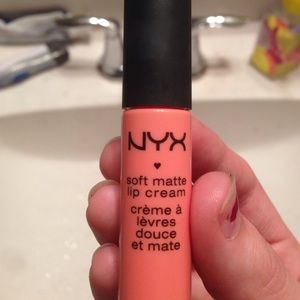 NYX
♥
soft matte
lip cream
crème à
lèvres
douce
et mate